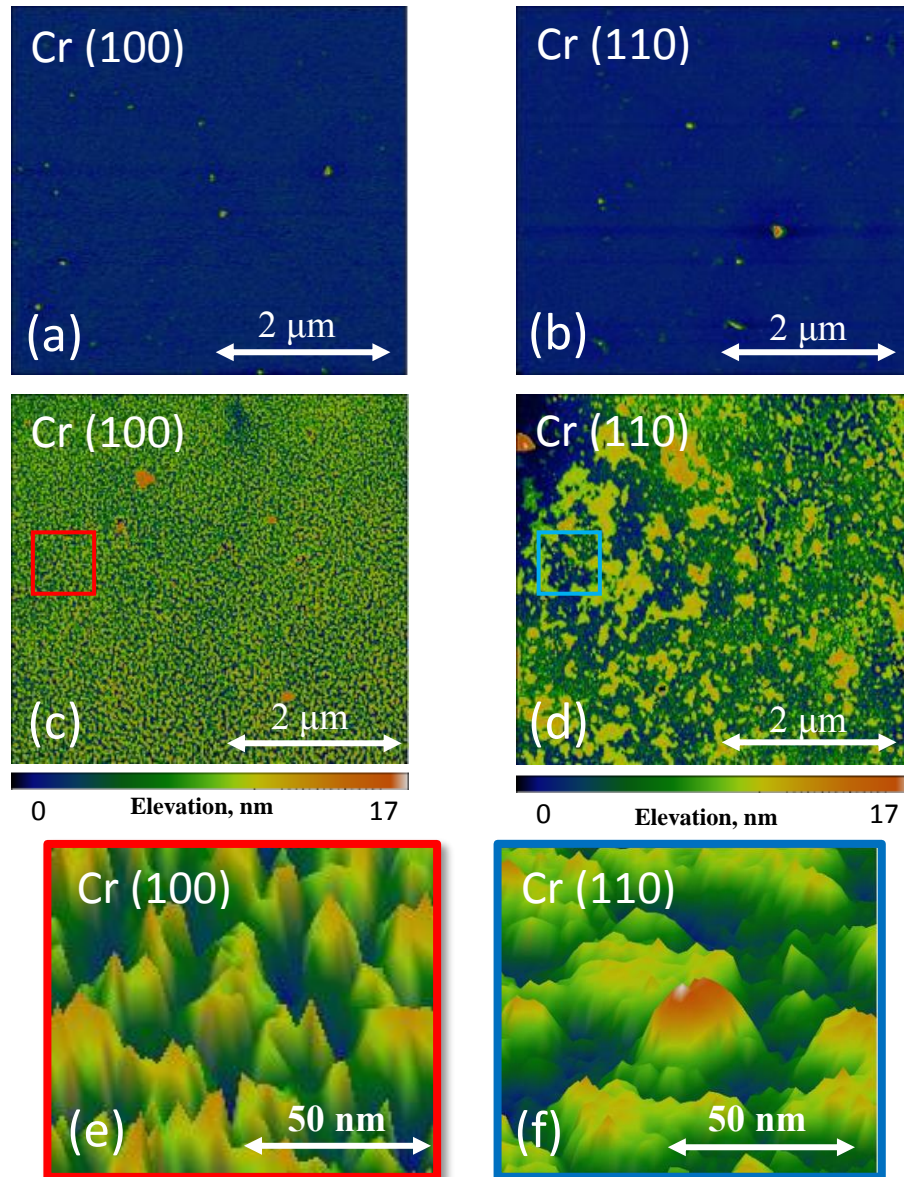 Cr (100)
2 μm
(a)
Cr (110)
2 μm
(b)
Cr (100)
2 μm
(c)
Cr (110)
2 μm
(d)
0 Elevation, nm 17
0 Elevation, nm 17
Cr (100)
50 nm
(e)
Cr (110)
50 nm
(f)